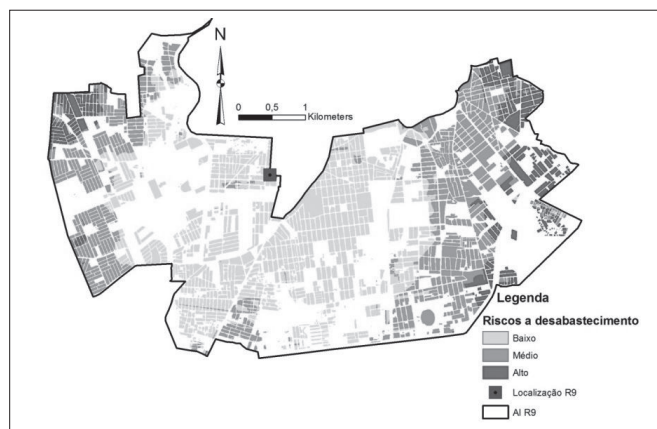 N
0 0,5 1
Kilometers
Legenda
Riscos a desabastecimento
Baixo
Médio
Alto
Localização R9
AI R9